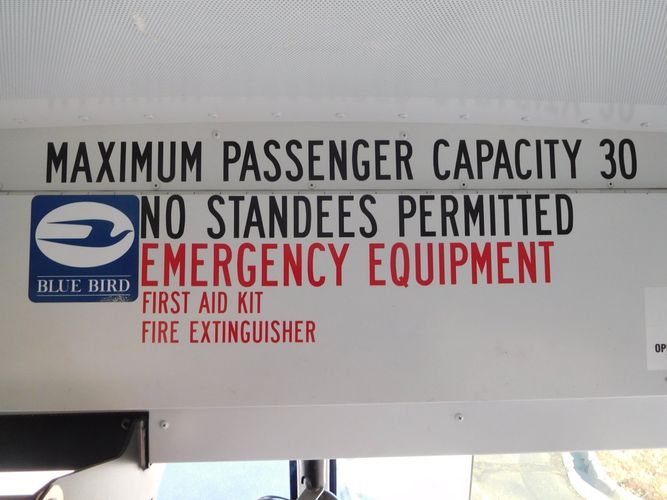 MAXIMUM PASSENGER CAPACITY 30
NO STANDEES PERMITTED
BLUE BIRD
EMERGENCY EQUIPMENT
FIRST AID KIT
FIRE EXTINGUISHER